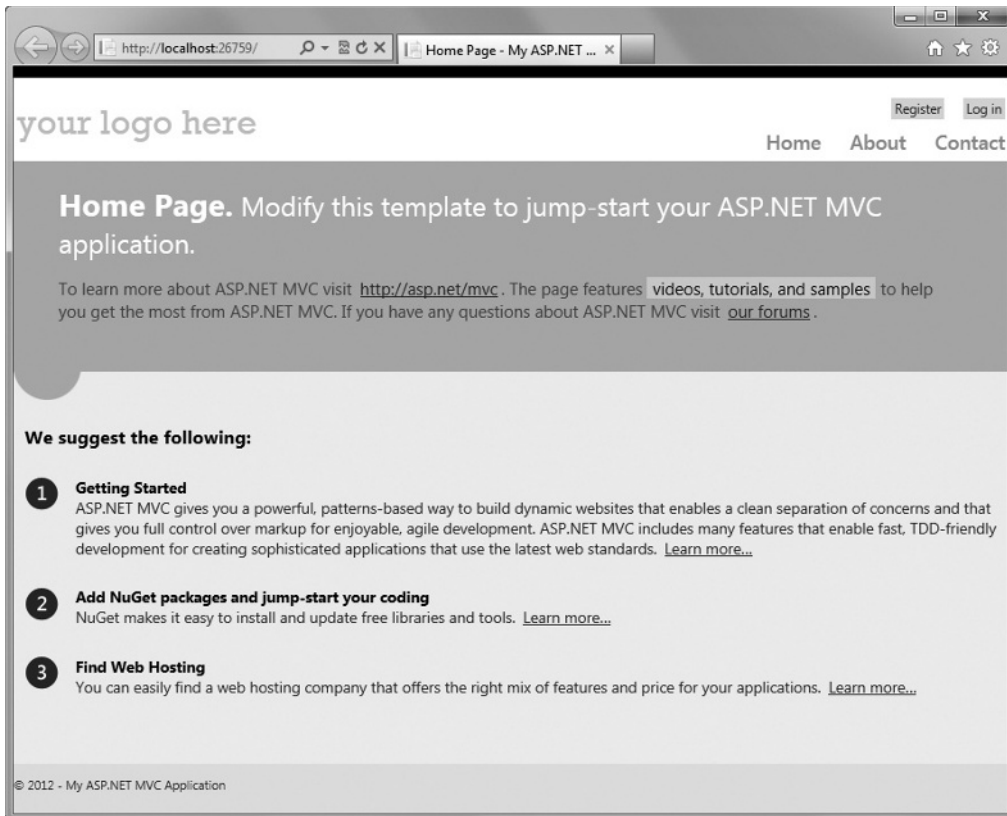 http://localhost:26759/
Home Page - My ASP.NET ...
your logo here
Register Log in
Home About Contact
Home Page. Modify this template to jump-start your ASP.NET MVC
application.
To learn more about ASP.NET MVC visit http://asp.net/mvc . The page features videos, tutorials, and samples to help
you get the most from ASP.NET MVC. If you have any questions about ASP.NET MVC visit our forums .
We suggest the following:
1 Getting Started
ASP.NET MVC gives you a powerful, patterns-based way to build dynamic websites that enables a clean separation of concerns and that
gives you full control over markup for enjoyable, agile development. ASP.NET MVC includes many features that enable fast, TDD-friendly
development for creating sophisticated applications that use the latest web standards. Learn more...
2 Add NuGet packages and jump-start your coding
NuGet makes it easy to install and update free libraries and tools. Learn more...
3 Find Web Hosting
You can easily find a web hosting company that offers the right mix of features and price for your applications. Learn more...
© 2012 - My ASP.NET MVC Application